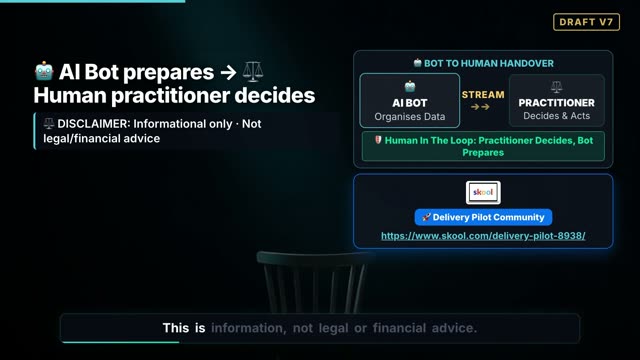 DRAFT V7
🤖 AI Bot prepares → ⚖️
Human practitioner decides
⚖️ DISCLAIMER: Informational only · Not
legal/financial advice
🤖 BOT TO HUMAN HANDOVER
AI BOT
Organises Data
STREAM
→→
⚖️
PRACTITIONER
Decides & Acts
🛡️ Human In The Loop: Practitioner Decides, Bot
Prepares
skool
🚀 Delivery Pilot Community
https://www.skool.com/delivery-pilot-8938/
This is information, not legal or financial advice.